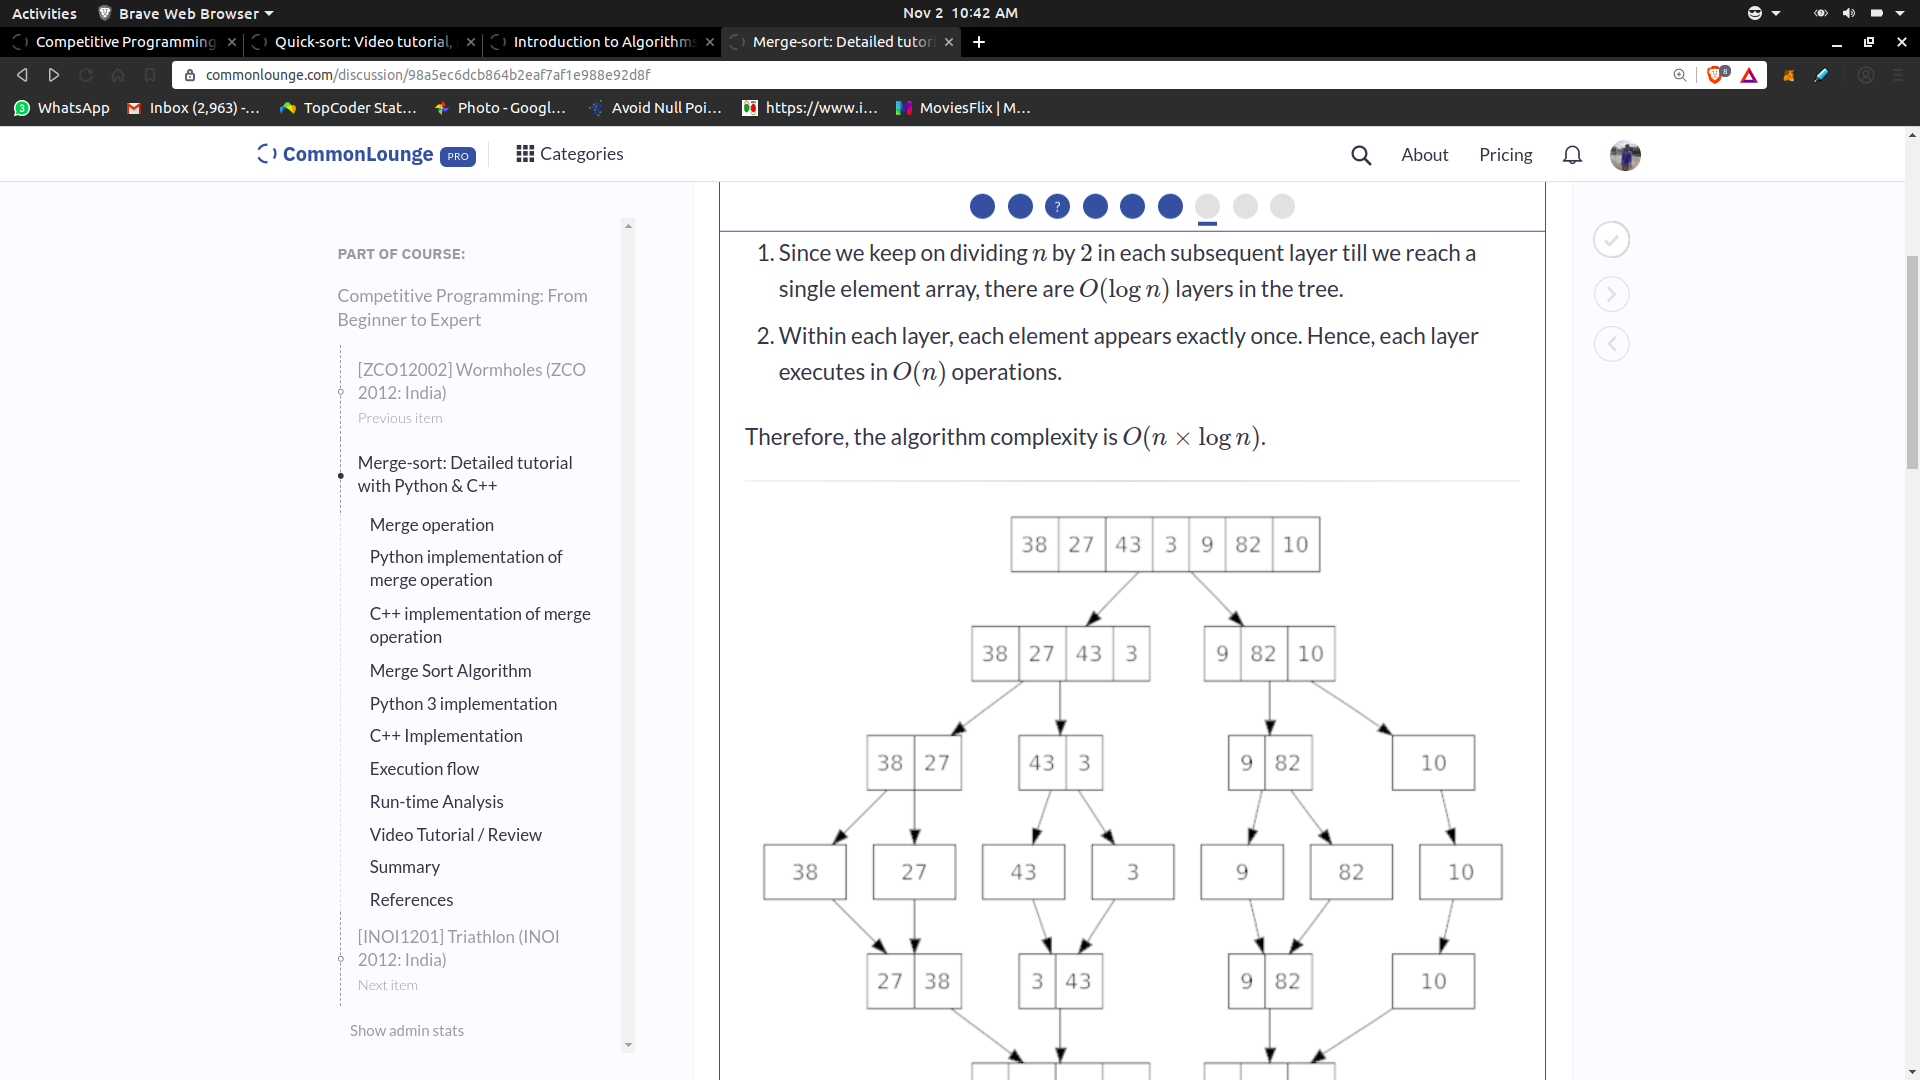 Activities Brave Web Browser Nov 2 10:42 AM
Competitive Programming Quick-sort: Video tutorial, Introduction to Algorithms Merge-sort: Detailed tutori
commonlounge.com/discussion/98a5ec6dcb864b2eaf7af1e988e92d8f 8
3 WhatsApp Inbox (2,963) -... TopCoder Stat... Photo - Googl... Avoid Null Poi... https://www.i... MoviesFlix | M...
CommonLounge PRO Categories About Pricing
?
PART OF COURSE:
Competitive Programming: From
Beginner to Expert
[ZCO12002] Wormholes (ZCO
2012: India)
Previous item
Merge-sort: Detailed tutorial
with Python & C++
Merge operation
Python implementation of
merge operation
C++ implementation of merge
operation
Merge Sort Algorithm
Python 3 implementation
C++ Implementation
Execution flow
Run-time Analysis
Video Tutorial / Review
Summary
References
[INOI1201] Triathlon (INOI
2012: India)
Next item
Show admin stats
1. Since we keep on dividing n by 2 in each subsequent layer till we reach a
single element array, there are O(log n) layers in the tree.
2. Within each layer, each element appears exactly once. Hence, each layer
executes in O(n) operations.
Therefore, the algorithm complexity is O(n × log n).
38 27 43 3 9 82 10
38 27 43 3 9 82 10
38 27 43 3 9 82 10
38 27 43 3 9 82 10
27 38 3 43 9 82 10